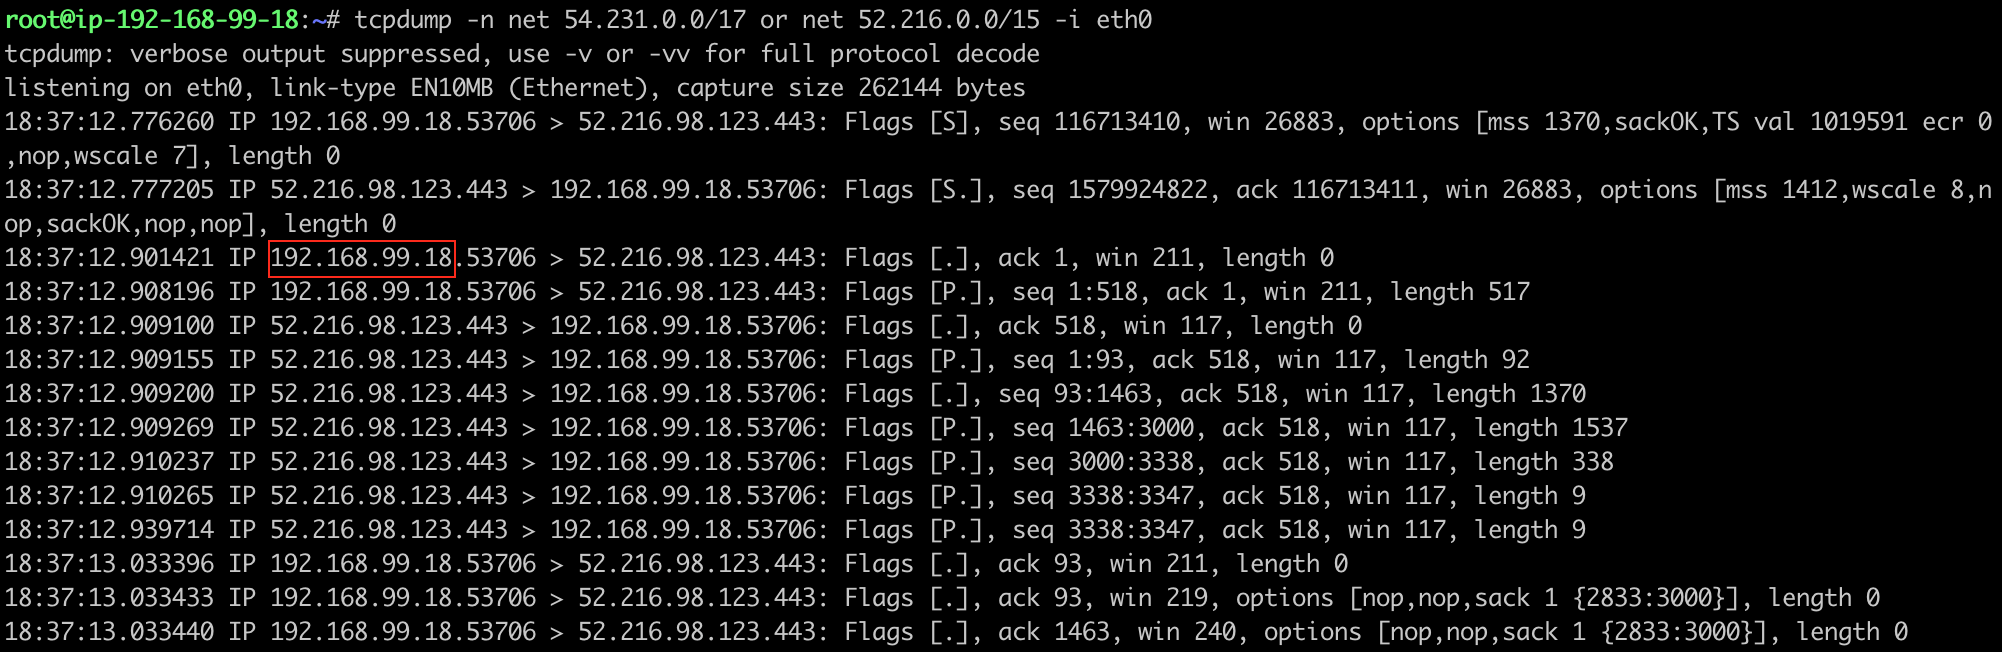 root@ip-192-168-99-18:~# tcpdump -n net 54.231.0.0/17 or net 52.216.0.0/15 -i eth0
tcpdump: verbose output suppressed, use -v or -vv for full protocol decode
listening on eth0, link-type EN10MB (Ethernet), capture size 262144 bytes
18:37:12.776260 IP 192.168.99.18.53706 > 52.216.98.123.443: Flags [S], seq 116713410, win 26883, options [mss 1370,sackOK,TS val 1019591 ecr 0
,nop,wscale 7], length 0
18:37:12.777205 IP 52.216.98.123.443 > 192.168.99.18.53706: Flags [S.], seq 1579924822, ack 116713411, win 26883, options [mss 1412,wscale 8,n
op,sackOK,nop,nop], length 0
18:37:12.901421 IP 192.168.99.18.53706 > 52.216.98.123.443: Flags [.], ack 1, win 211, length 0
18:37:12.908196 IP 192.168.99.18.53706 > 52.216.98.123.443: Flags [P.], seq 1:518, ack 1, win 211, length 517
18:37:12.909100 IP 52.216.98.123.443 > 192.168.99.18.53706: Flags [.], ack 518, win 117, length 0
18:37:12.909155 IP 52.216.98.123.443 > 192.168.99.18.53706: Flags [P.], seq 1:93, ack 518, win 117, length 92
18:37:12.909200 IP 52.216.98.123.443 > 192.168.99.18.53706: Flags [.], seq 93:1463, ack 518, win 117, length 1370
18:37:12.909269 IP 52.216.98.123.443 > 192.168.99.18.53706: Flags [P.], seq 1463:3000, ack 518, win 117, length 1537
18:37:12.910237 IP 52.216.98.123.443 > 192.168.99.18.53706: Flags [P.], seq 3000:3338, ack 518, win 117, length 338
18:37:12.910265 IP 52.216.98.123.443 > 192.168.99.18.53706: Flags [P.], seq 3338:3347, ack 518, win 117, length 9
18:37:12.939714 IP 52.216.98.123.443 > 192.168.99.18.53706: Flags [P.], seq 3338:3347, ack 518, win 117, length 9
18:37:13.033396 IP 192.168.99.18.53706 > 52.216.98.123.443: Flags [.], ack 93, win 211, length 0
18:37:13.033433 IP 192.168.99.18.53706 > 52.216.98.123.443: Flags [.], ack 93, win 219, options [nop,nop,sack 1 {2833:3000}], length 0
18:37:13.033440 IP 192.168.99.18.53706 > 52.216.98.123.443: Flags [.], ack 1463, win 240, options [nop,nop,sack 1 {2833:3000}], length 0